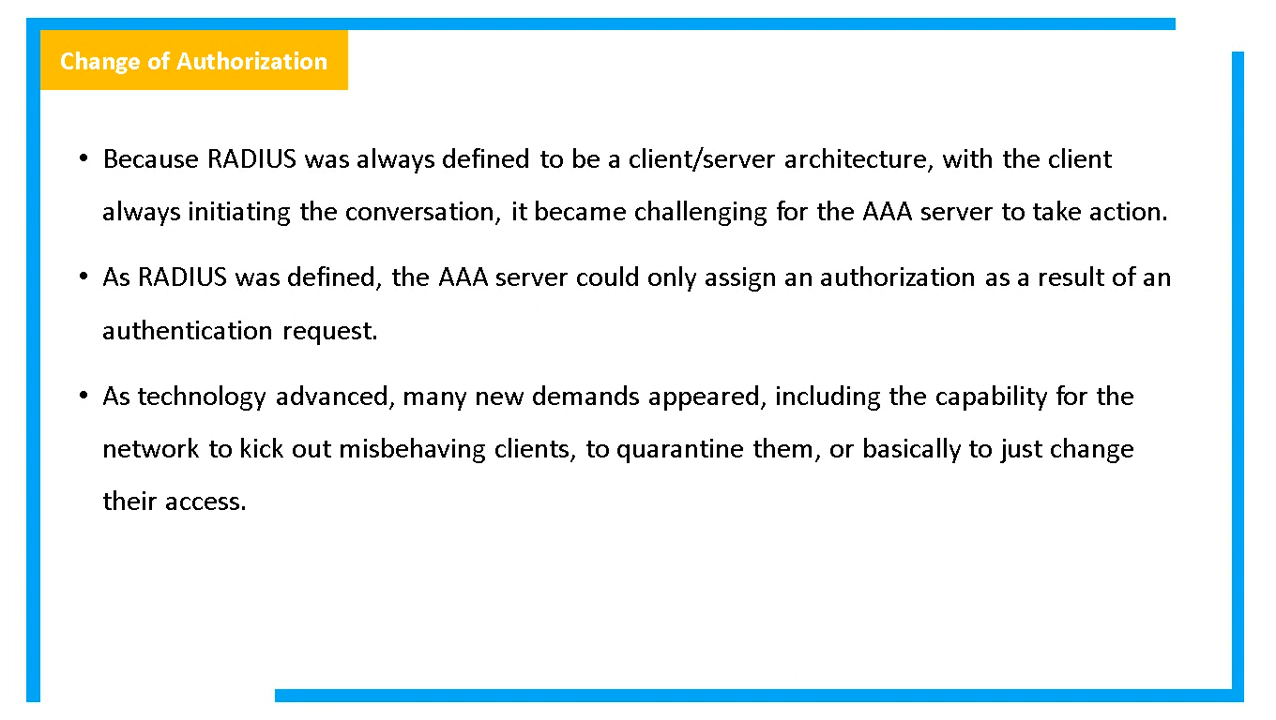 Change of Authorization
• Because RADIUS was always defined to be a client/server architecture, with the client
always initiating the conversation, it became challenging for the AAA server to take action.
• As RADIUS was defined, the AAA server could only assign an authorization as a result of an
authentication request.
• As technology advanced, many new demands appeared, including the capability for the
network to kick out misbehaving clients, to quarantine them, or basically to just change
their access.